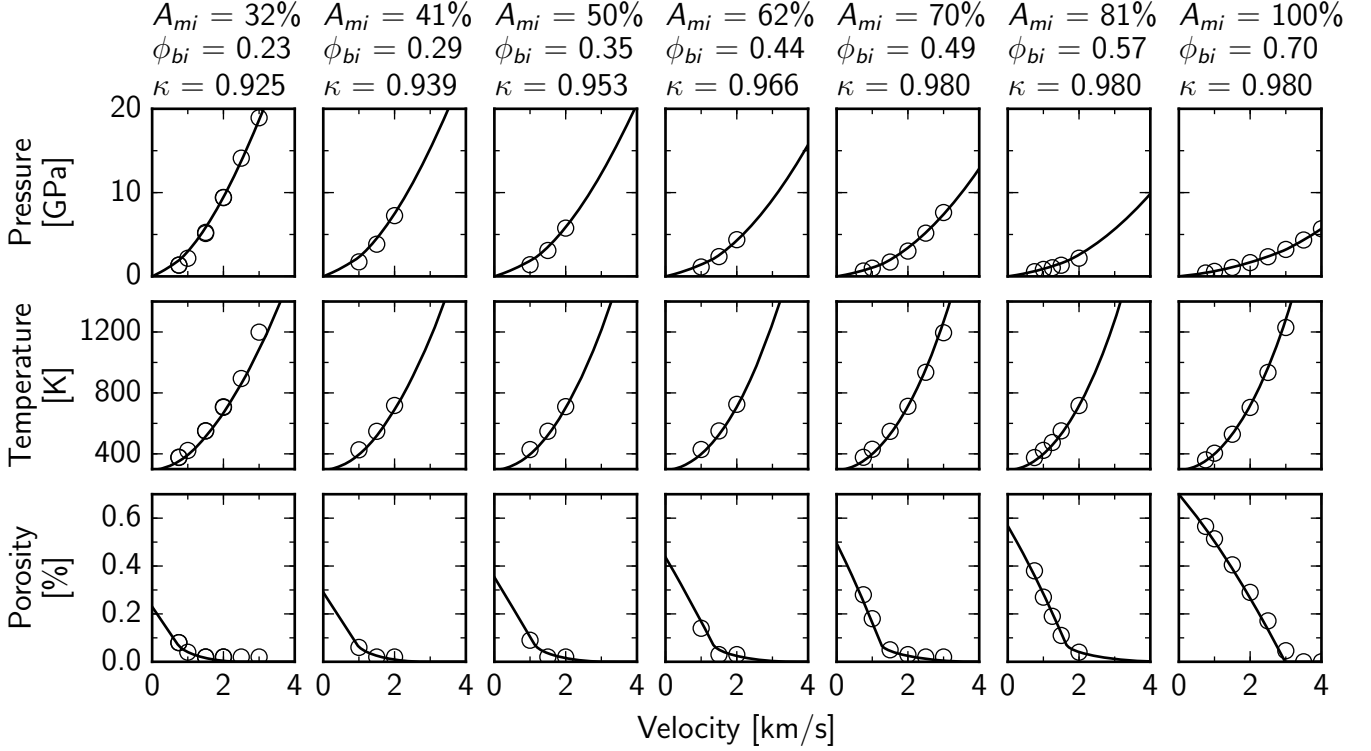 A_mi = 32% A_mi = 41% A_mi = 50% A_mi = 62% A_mi = 70% A_mi = 81% A_mi = 100%
ϕ_bi = 0.23 ϕ_bi = 0.29 ϕ_bi = 0.35 ϕ_bi = 0.44 ϕ_bi = 0.49 ϕ_bi = 0.57 ϕ_bi = 0.70
κ = 0.925 κ = 0.939 κ = 0.953 κ = 0.966 κ = 0.980 κ = 0.980 κ = 0.980
Pressure
[GPa]
20
10
0
Temperature
[K]
1200
800
400
Porosity
[%]
0.6
0.4
0.2
0.0
0 2 4 0 2 4 0 2 4 0 2 4 0 2 4 0 2 4 0 2 4
Velocity [km/s]